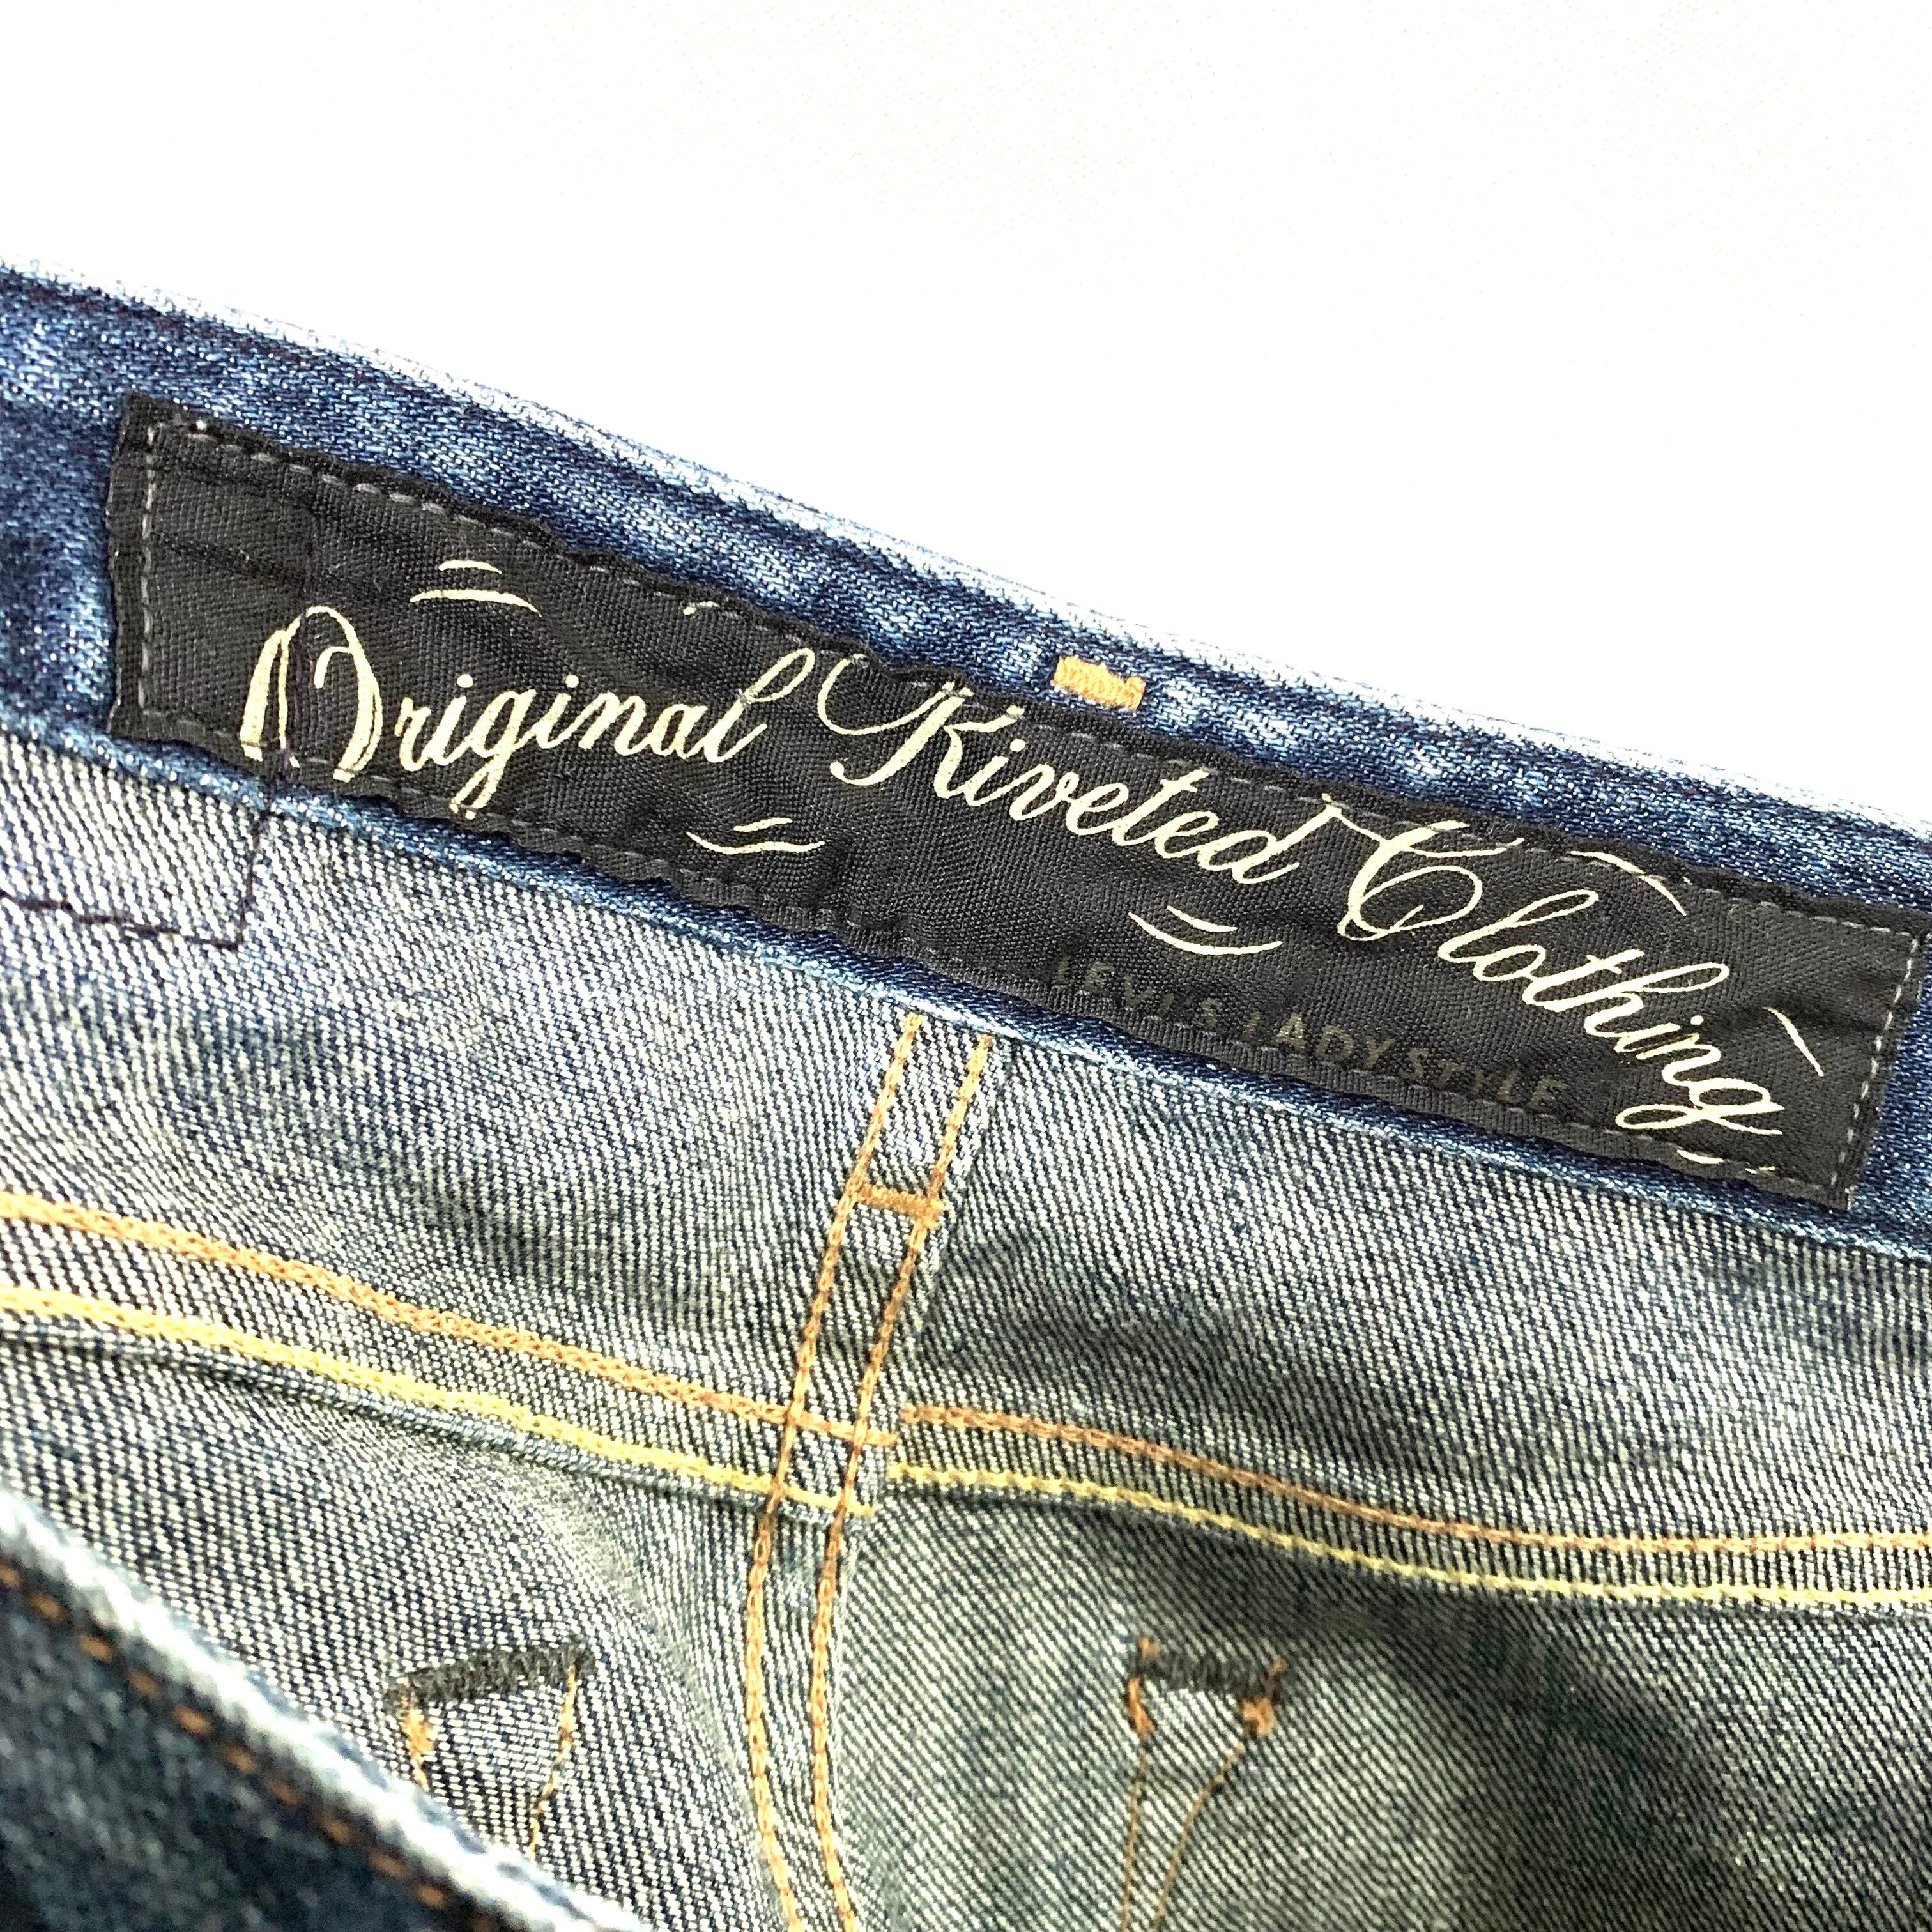 Original Riveted Clothing
LEVI'S LADY STYLE